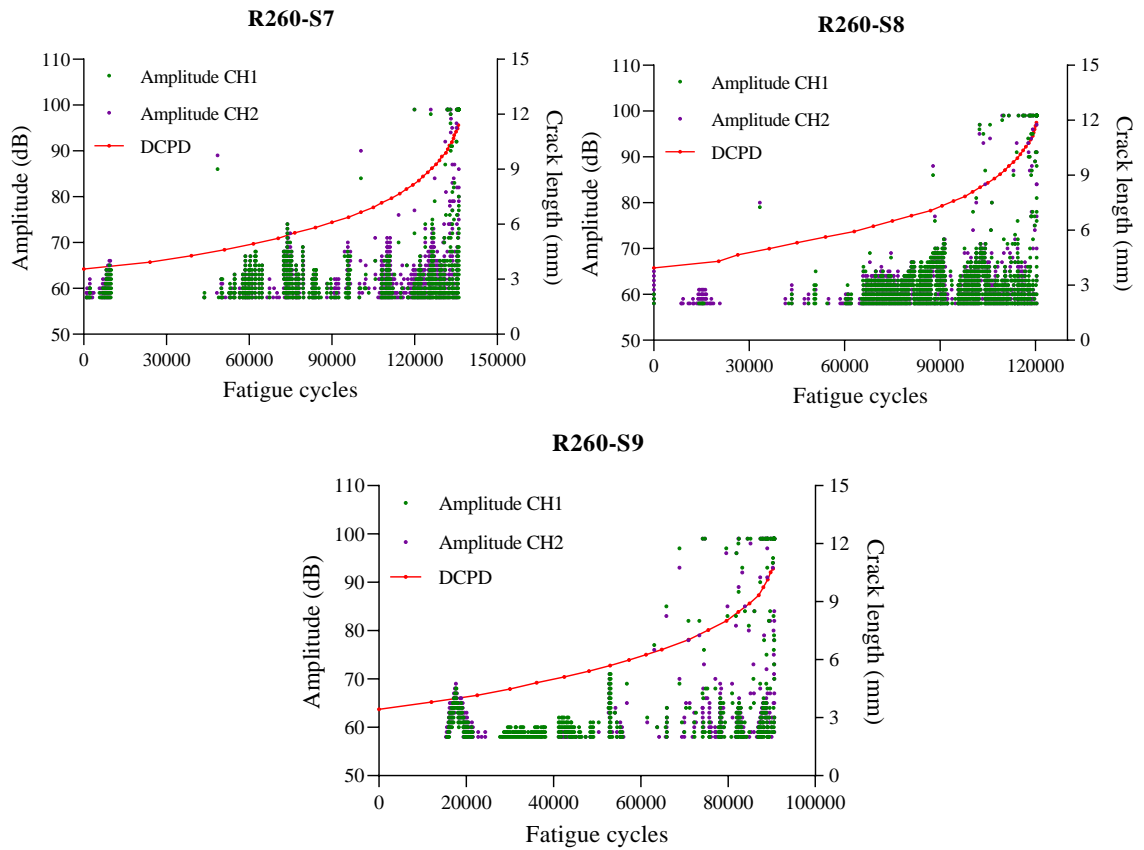 R260-S7
110
100
90
80
70
60
50
Amplitude (dB)
Amplitude CH1
Amplitude CH2
DCPD
15
12
9
6
3
0
Crack length (mm)
0 30000 60000 90000 120000 150000
Fatigue cycles
R260-S8
110
100
90
80
70
60
50
Amplitude (dB)
Amplitude CH1
Amplitude CH2
DCPD
15
12
9
6
3
0
Crack length (mm)
0 30000 60000 90000 120000
Fatigue cycles
R260-S9
110
100
90
80
70
60
50
Amplitude (dB)
Amplitude CH1
Amplitude CH2
DCPD
15
12
9
6
3
0
Crack length (mm)
0 20000 40000 60000 80000 100000
Fatigue cycles